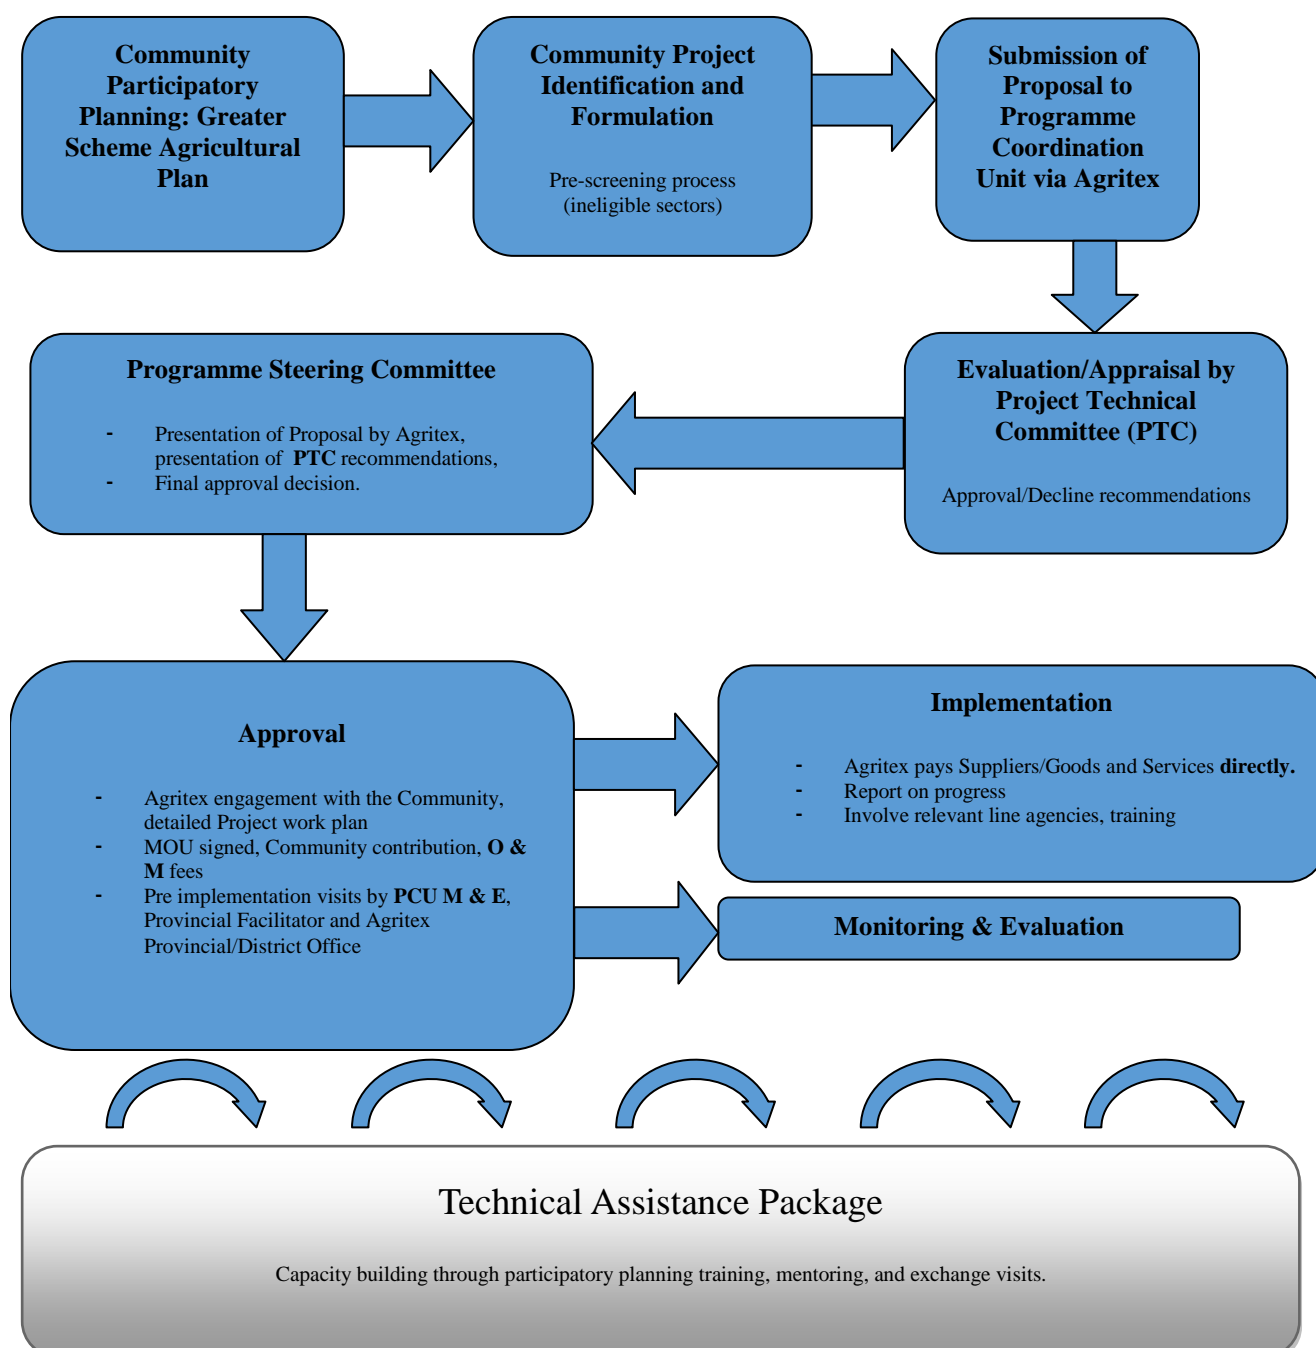 Community
Participatory
Planning: Greater
Scheme Agricultural
Plan
Community Project
Identification and
Formulation
Pre-screening process
(ineligible sectors)
Submission of
Proposal to
Programme
Coordination
Unit via Agritex
Evaluation/Appraisal by
Project Technical
Committee (PTC)
Approval/Decline recommendations
Programme Steering Committee
- Presentation of Proposal by Agritex,
presentation of PTC recommendations,
- Final approval decision.
Approval
- Agritex engagement with the Community,
detailed Project work plan
- MOU signed, Community contribution, O &
M fees
- Pre implementation visits by PCU M & E,
Provincial Facilitator and Agritex
Provincial/District Office
Implementation
- Agritex pays Suppliers/Goods and Services directly.
- Report on progress
- Involve relevant line agencies, training
Monitoring & Evaluation
Technical Assistance Package
Capacity building through participatory planning training, mentoring, and exchange visits.